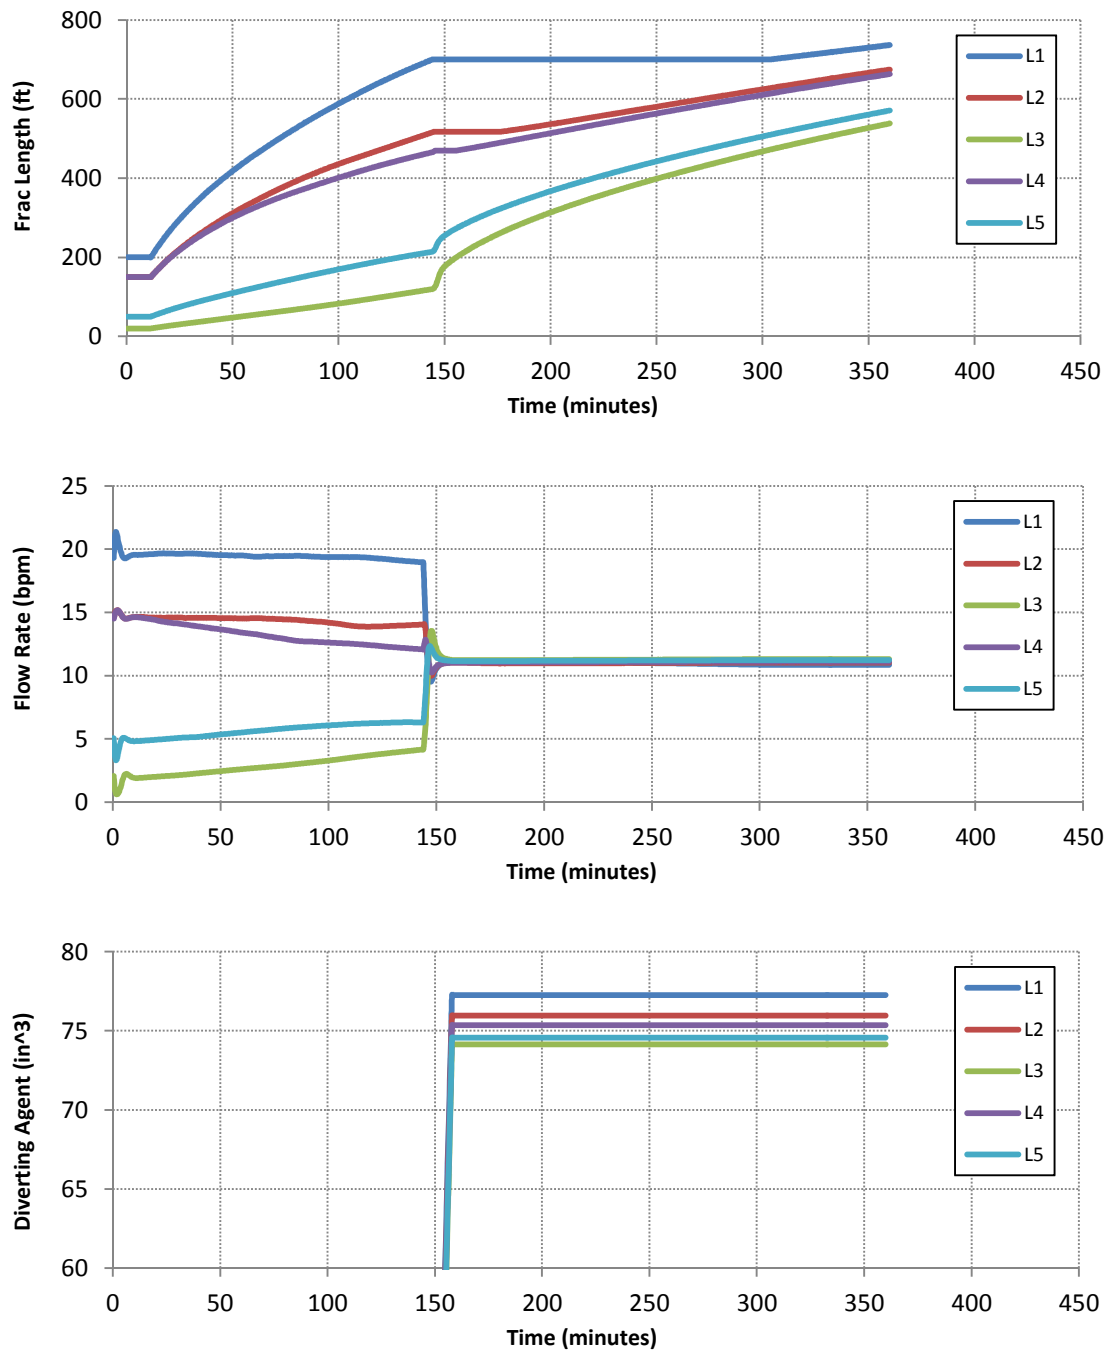 800
600
400
200
0
Frac Length (ft)
0 50 100 150 200 250 300 350 400 450
Time (minutes)
L1
L2
L3
L4
L5
25
20
15
10
5
0
Flow Rate (bpm)
0 50 100 150 200 250 300 350 400 450
Time (minutes)
L1
L2
L3
L4
L5
80
75
70
65
60
Diverting Agent (in^3)
0 50 100 150 200 250 300 350 400 450
Time (minutes)
L1
L2
L3
L4
L5